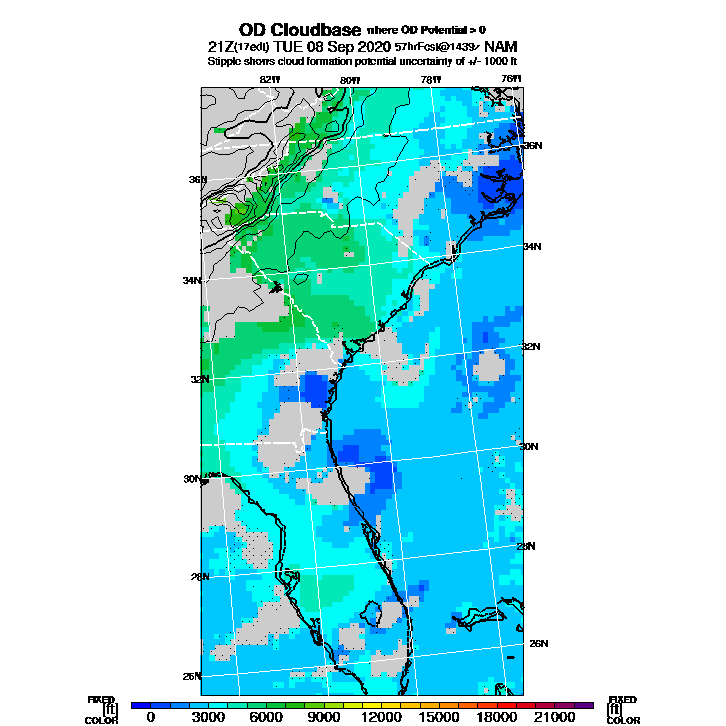 OD Cloudbase where OD Potential > 0
21Z(17edt) TUE 08 Sep 2020 57hrFcst@1439z NAM
Stipple shows cloud formation potential uncertainty of +/- 1000 ft
82W 80W 78W 76W
36N
36N
34N
34N
32N
32N
30N
30N
28N
28N
26N
26N
FIXED FIXED
[ft] [ft]
COLOR COLOR
0 3000 6000 9000 12000 15000 18000 21000